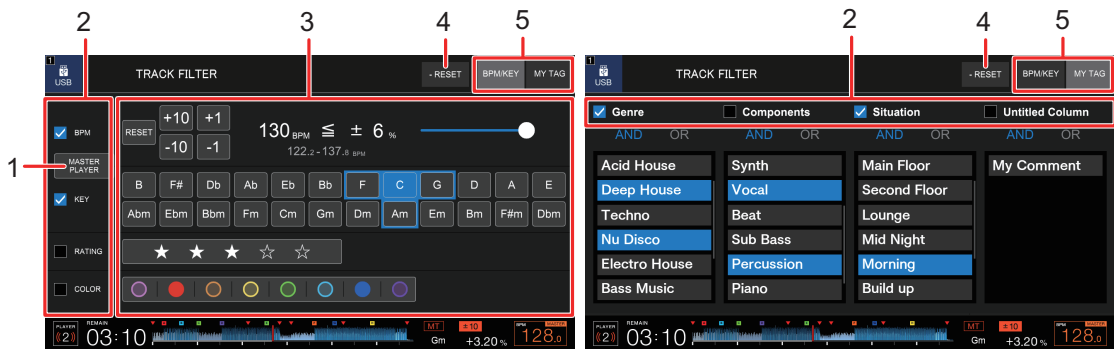 2 3 4 5
1 USB TRACK FILTER - RESET BPM/KEY MY TAG
BPM
RESET +10 +1
-10 -1
130 BPM ≦ ± 6 %
122.2 - 137.8 BPM
1
MASTER PLAYER
KEY
B F# Db Ab Eb Bb F C G D A E
Abm Ebm Bbm Fm Cm Gm Dm Am Em Bm F#m Dbm
RATING ★ ★ ★ ☆ ☆
COLOR
PLAYER 2 REMAIN 03:10 MT ±10 BPM MASTER
Gm +3.20 % 128.0
2 4 5
1 USB TRACK FILTER - RESET BPM/KEY MY TAG
Genre Components Situation Untitled Column
AND OR AND OR AND OR AND OR
Acid House Synth Main Floor My Comment
Deep House Vocal Second Floor
Techno Beat Lounge
Nu Disco Sub Bass Mid Night
Electro House Percussion Morning
Bass Music Piano Build up
PLAYER 2 REMAIN 03:10 MT ±10 BPM MASTER
Gm +3.20 % 128.0